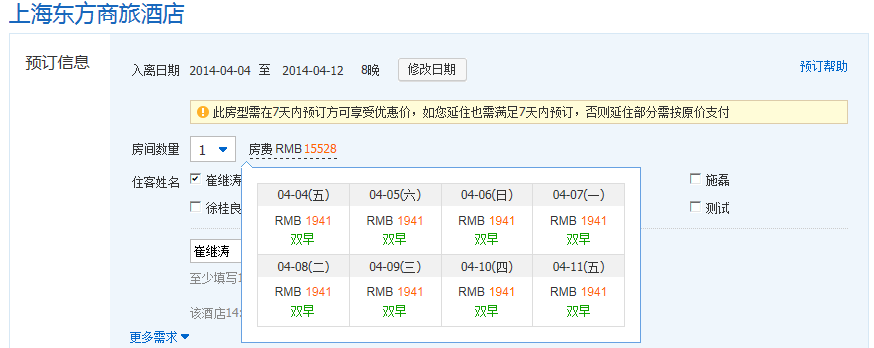 上海东方商旅酒店
预订信息
入离日期 2014-04-04 至 2014-04-12 8晚 修改日期 预订帮助
此房型需在7天内预订方可享受优惠价，如您延住也需满足7天内预订，否则延住部分需按原价支付
房间数量 1 房费 RMB 15528
住客姓名 崔维涛 施磊
徐桂良 测试
04-04(五) 04-05(六) 04-06(日) 04-07(一)
RMB 1941 RMB 1941 RMB 1941 RMB 1941
双早 双早 双早 双早
崔维涛
04-08(二) 04-09(三) 04-10(四) 04-11(五)
至少填写1
RMB 1941 RMB 1941 RMB 1941 RMB 1941
双早 双早 双早 双早
该酒店14:
更多需求